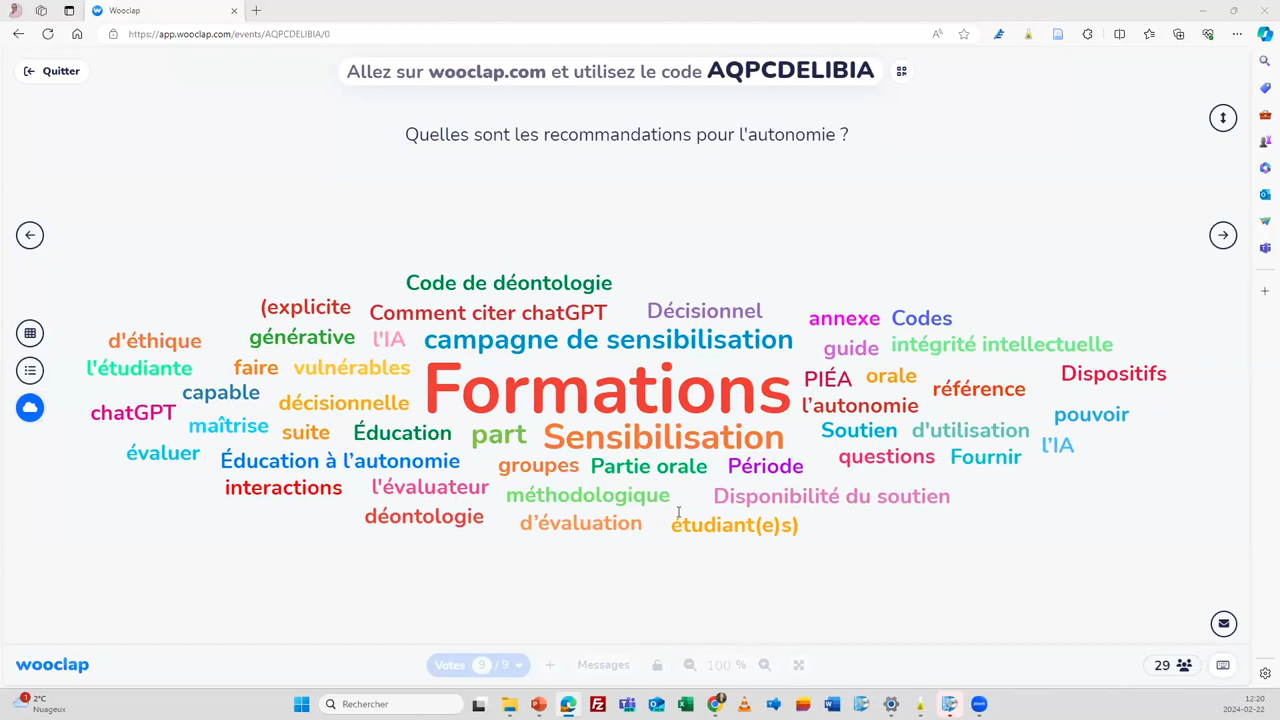 Wooclap
https://app.wooclap.com/events/AQPCDELIBIA/0
Quitter
Allez sur wooclap.com et utilisez le code AQPCDELIBIA
Quelles sont les recommandations pour l'autonomie ?
Code de déontologie
(explicite Comment citer chatGPT Décisionnel annexe Codes
d'éthique générative l'IA campagne de sensibilisation guide intégrité intellectuelle
l'étudiante faire vulnérables Formations PIÉA orale référence Dispositifs
chatGPT capable décisionnelle l’autonomie pouvoir
maîtrise suite Éducation part Sensibilisation Soutien d'utilisation l’IA
évaluer Éducation à l’autonomie groupes Partie orale Période questions Fournir
interactions l'évaluateur méthodologique Disponibilité du soutien
déontologie d’évaluation étudiant(e)s)
wooclap
Votes 9 / 9
Messages
100 %
29
1
2°C
Nuageux
Rechercher
12:20
2024-02-22